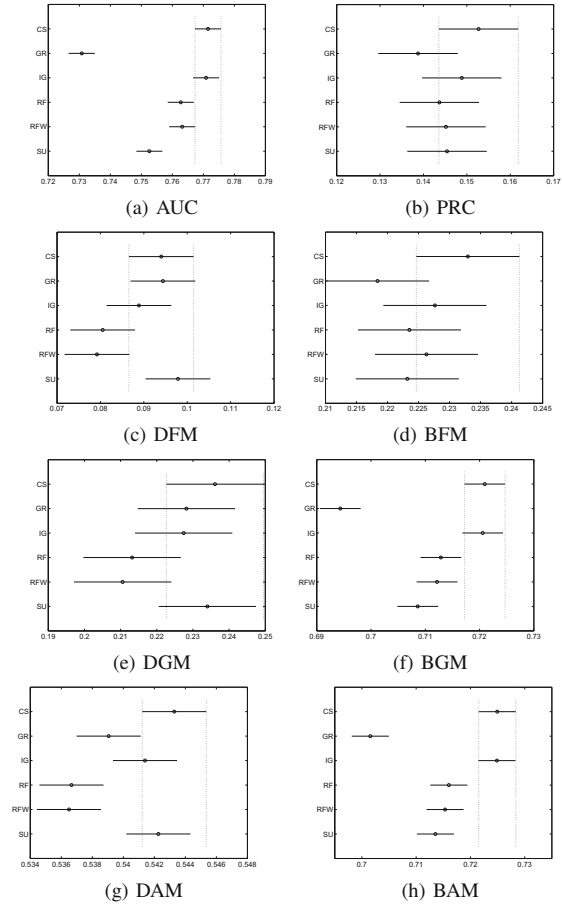 CS
GR
IG
RF
RFW
SU
0.72 0.73 0.74 0.75 0.76 0.77 0.78 0.79
(a) AUC
CS
GR
IG
RF
RFW
SU
0.12 0.13 0.14 0.15 0.16 0.17
(b) PRC
CS
GR
IG
RF
RFW
SU
0.07 0.08 0.09 0.1 0.11 0.12
(c) DFM
CS
GR
IG
RF
RFW
SU
0.21 0.215 0.22 0.225 0.23 0.235 0.24 0.245
(d) BFM
CS
GR
IG
RF
RFW
SU
0.19 0.2 0.21 0.22 0.23 0.24 0.25
(e) DGM
CS
GR
IG
RF
RFW
SU
0.69 0.7 0.71 0.72 0.73
(f) BGM
CS
GR
IG
RF
RFW
SU
0.534 0.536 0.538 0.54 0.542 0.544 0.546 0.548
(g) DAM
CS
GR
IG
RF
RFW
SU
0.7 0.71 0.72 0.73
(h) BAM